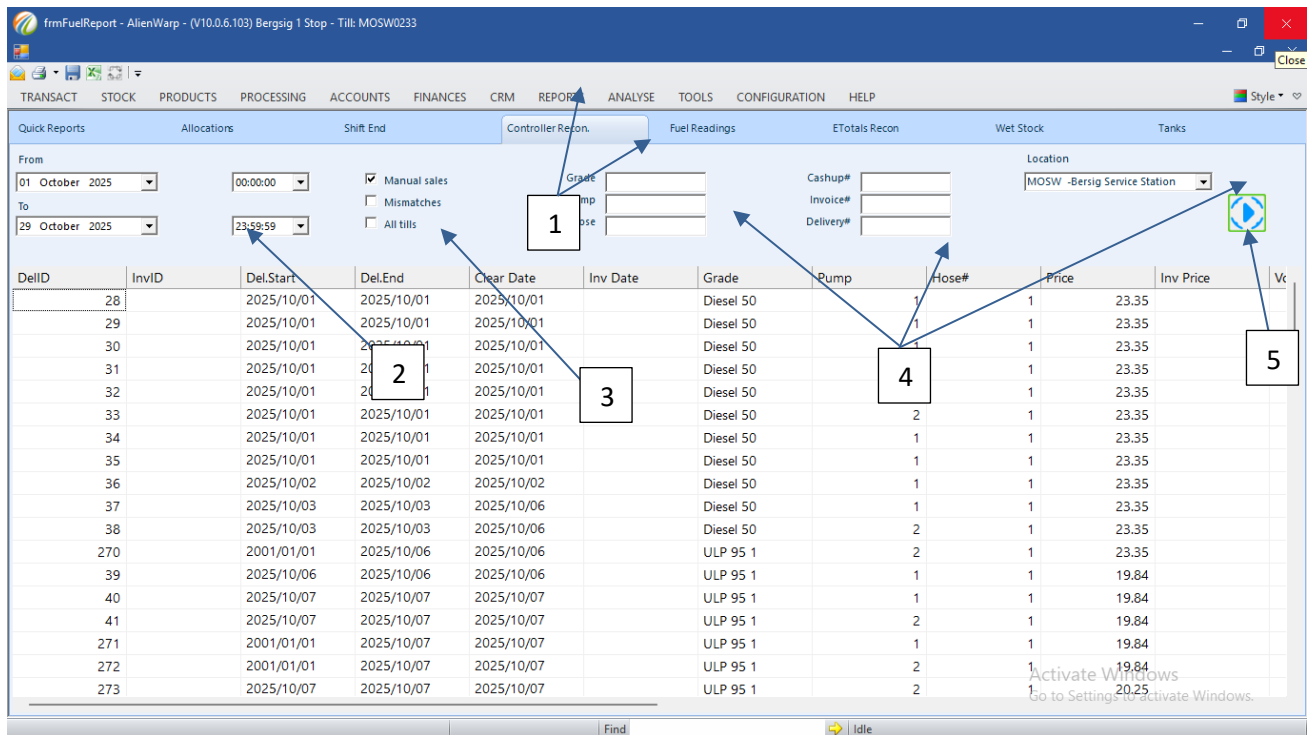 frmFuelReport - AlienWarp - (V10.0.6.103) Bergsig 1 Stop - Till: MOSW0233
Close
TRANSACT STOCK PRODUCTS PROCESSING ACCOUNTS FINANCES CRM REPORTS ANALYSE TOOLS CONFIGURATION HELP Style
Quick Reports Allocations Shift End Controller Recon. Fuel Readings ETotals Recon Wet Stock Tanks
From Location
01 October 2025 00:00:00 Manual sales Grade Cashup# MOSW -Bersig Service Station
To Mismatches mp Invoice#
29 October 2025 23:59:59 All tills ose Delivery#
1
2
3
4
5
DelID InvID Del.Start Del.End Clear Date Inv Date Grade Pump Hose# Price Inv Price Vo
28 2025/10/01 2025/10/01 2025/10/01 Diesel 50 1 1 23.35
29 2025/10/01 2025/10/01 2025/10/01 Diesel 50 1 1 23.35
30 2025/10/01 2025/10/01 2025/10/01 Diesel 50 1 1 23.35
31 2025/10/01 20 1 2025/10/01 Diesel 50 1 23.35
32 2025/10/01 20 1 2025/10/01 Diesel 50 1 23.35
33 2025/10/01 2025/10/01 2025/10/01 Diesel 50 2 1 23.35
34 2025/10/01 2025/10/01 2025/10/01 Diesel 50 1 1 23.35
35 2025/10/01 2025/10/01 2025/10/01 Diesel 50 1 1 23.35
36 2025/10/02 2025/10/02 2025/10/02 Diesel 50 1 1 23.35
37 2025/10/03 2025/10/03 2025/10/06 Diesel 50 1 1 23.35
38 2025/10/03 2025/10/03 2025/10/06 Diesel 50 2 1 23.35
270 2001/01/01 2025/10/06 2025/10/06 ULP 95 1 2 1 23.35
39 2025/10/06 2025/10/06 2025/10/06 ULP 95 1 1 1 19.84
40 2025/10/07 2025/10/07 2025/10/07 ULP 95 1 1 1 19.84
41 2025/10/07 2025/10/07 2025/10/07 ULP 95 1 2 1 19.84
271 2001/01/01 2025/10/07 2025/10/07 ULP 95 1 1 1 19.84
272 2001/01/01 2025/10/07 2025/10/07 ULP 95 1 2 1 19.84
273 2025/10/07 2025/10/07 2025/10/07 ULP 95 1 2 1 20.25
Activate Windows
Go to Settings to activate Windows.
Find Idle